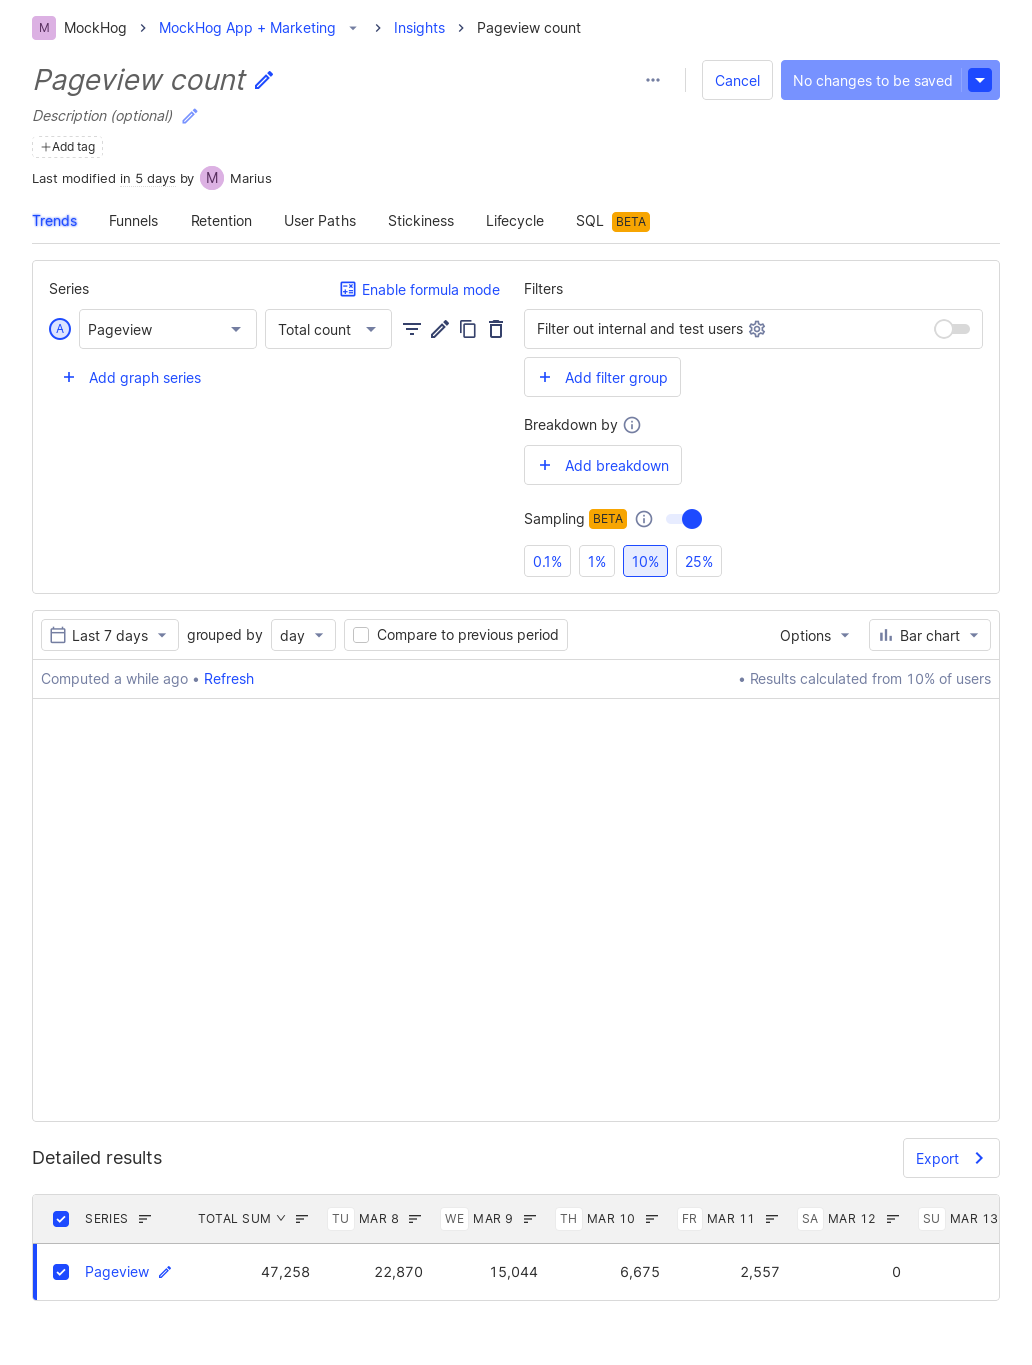 M MockHog > MockHog App + Marketing > Insights > Pageview count
Pageview count
Cancel
No changes to be saved
Description (optional)
+Add tag
Last modified in 5 days by M Marius
Trends Funnels Retention User Paths Stickiness Lifecycle SQL BETA
Series
Enable formula mode
A Pageview Total count
+ Add graph series
Filters
Filter out internal and test users
+ Add filter group
Breakdown by
+ Add breakdown
Sampling BETA
0.1% 1% 10% 25%
Last 7 days grouped by day Compare to previous period Options Bar chart
Computed a while ago • Refresh • Results calculated from 10% of users
Detailed results
Export
SERIES TOTAL SUM TU MAR 8 WE MAR 9 TH MAR 10 FR MAR 11 SA MAR 12 SU MAR 13
Pageview 47,258 22,870 15,044 6,675 2,557 0